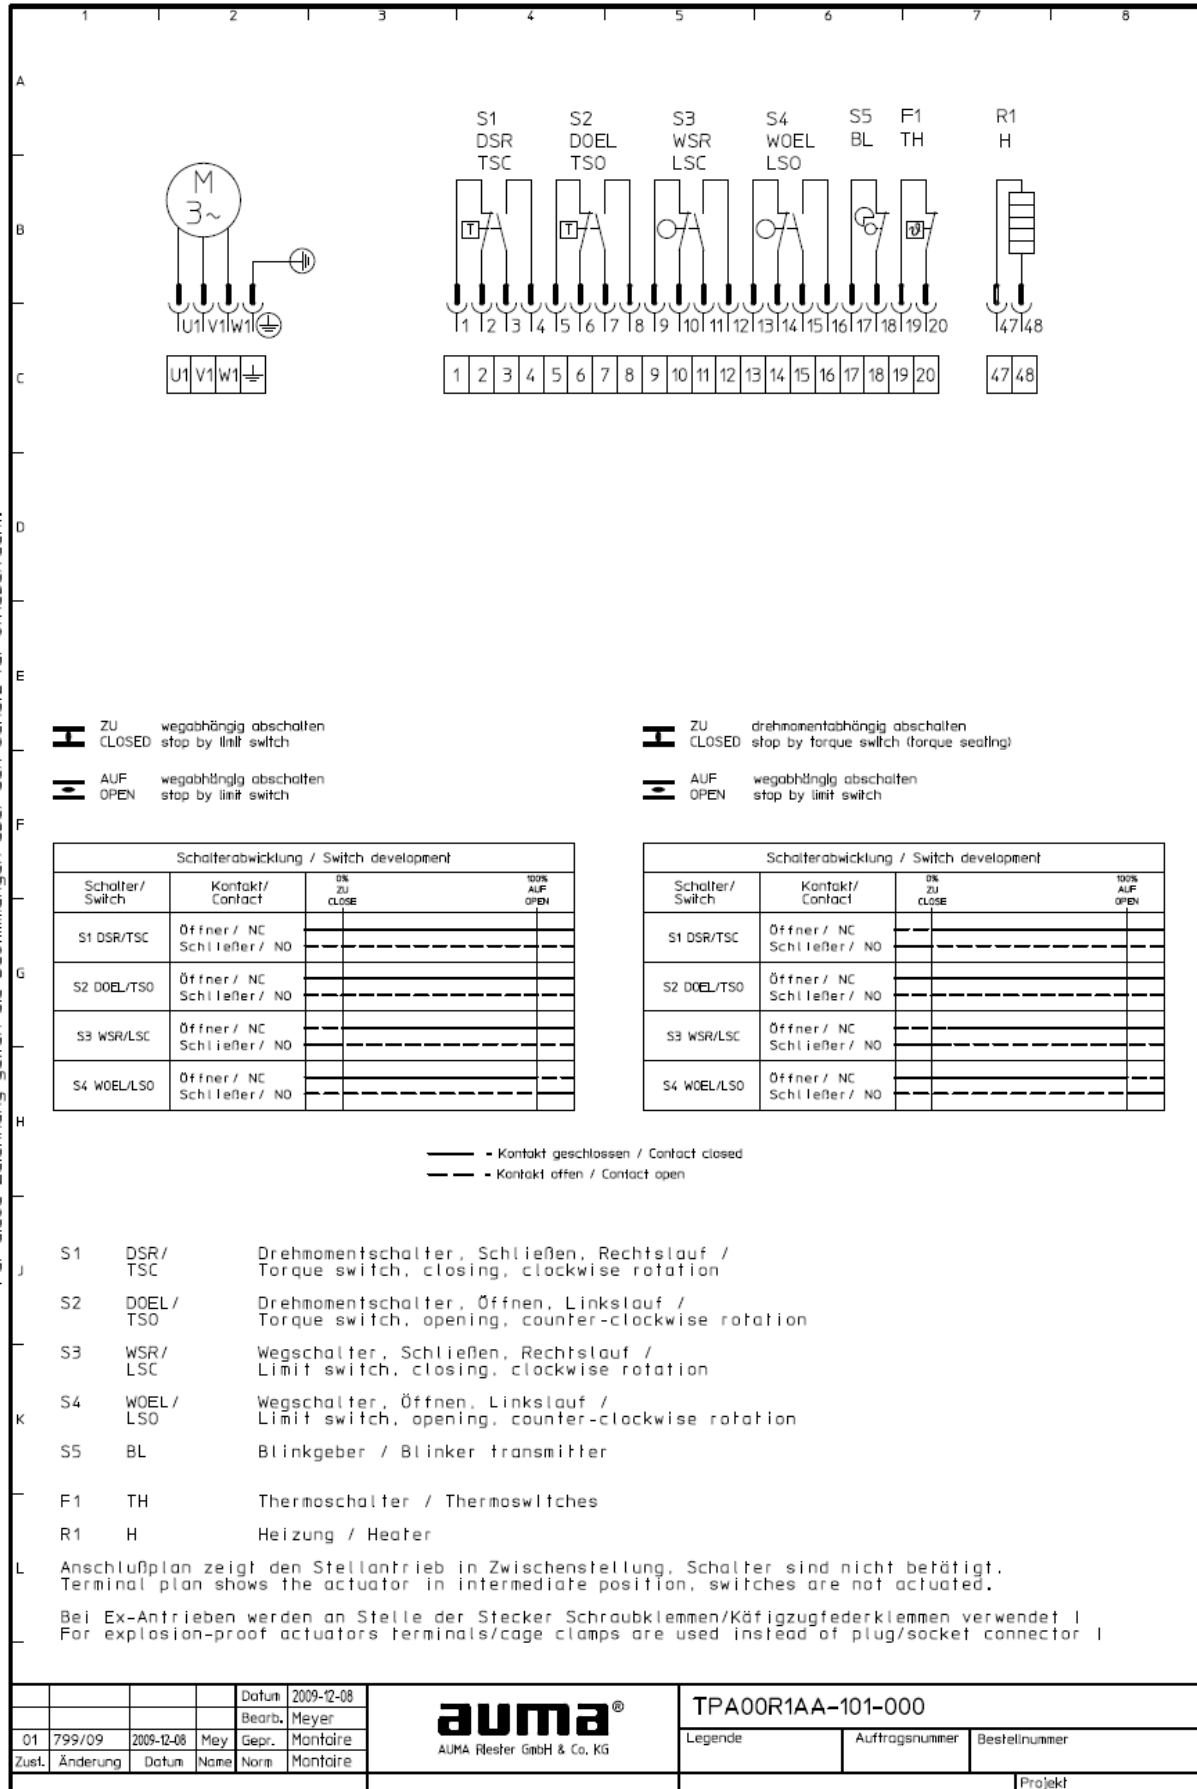 1 2 3 4 5 6 7 8
A
S1 S2 S3 S4 S5 F1 R1
DSR DOEL WSR WOEL BL TH H
TSC TSO LSC LSO
M
3~
B
T T ϑ
U1 V1 W1 1 2 3 4 5 6 7 8 9 10 11 12 13 14 15 16 17 18 19 20 47 48
C
U1 V1 W1 1 2 3 4 5 6 7 8 9 10 11 12 13 14 15 16 17 18 19 20 47 48
D
E
ZU wegabhängig abschalten
CLOSED stop by limit switch
AUF wegabhängig abschalten
OPEN stop by limit switch
ZU drehmomentabhängig abschalten
CLOSED stop by torque switch (torque seating)
AUF wegabhängig abschalten
OPEN stop by limit switch
F
Schalterabwicklung / Switch development
Schalter/ Switch Kontakt/ Contact 0% ZU CLOSE 100% AUF OPEN
S1 DSR/TSC Öffner/ NC
Schließer/ NO
S2 DOEL/TSO Öffner/ NC
Schließer/ NO
S3 WSR/LSC Öffner/ NC
Schließer/ NO
S4 WOEL/LSO Öffner/ NC
Schließer/ NO
Schalterabwicklung / Switch development
Schalter/ Switch Kontakt/ Contact 0% ZU CLOSE 100% AUF OPEN
S1 DSR/TSC Öffner/ NC
Schließer/ NO
S2 DOEL/TSO Öffner/ NC
Schließer/ NO
S3 WSR/LSC Öffner/ NC
Schließer/ NO
S4 WOEL/LSO Öffner/ NC
Schließer/ NO
G
H
- Kontakt geschlossen / Contact closed
- Kontakt offen / Contact open
S1 DSR/ Drehmomentschalter, Schließen, Rechtslauf /
J TSC Torque switch, closing, clockwise rotation
S2 DOEL/ Drehmomentschalter, Öffnen, Linkslauf /
TSO Torque switch, opening, counter-clockwise rotation
S3 WSR/ Wegschalter, Schließen, Rechtslauf /
LSC Limit switch, closing, clockwise rotation
S4 WOEL/ Wegschalter, Öffnen, Linkslauf /
K LSO Limit switch, opening, counter-clockwise rotation
S5 BL Blinkgeber / Blinker transmitter
F1 TH Thermoschalter / Thermoswitches
R1 H Heizung / Heater
L Anschlußplan zeigt den Stellantrieb in Zwischenstellung, Schalter sind nicht betätigt.
Terminal plan shows the actuator in intermediate position, switches are not actuated.
Bei Ex-Antrieben werden an Stelle der Stecker Schraubklemmen/Käfigzugfederklemmen verwendet !
For explosion-proof actuators terminals/cage clamps are used instead of plug/socket connector !
Datum 2009-12-08
Bearb. Meyer
01 799/09 2009-12-08 Mey Gepr. Montaire
Zust. Änderung Datum Name Norm Montaire
auma®
AUMA Riester GmbH & Co. KG
TPA00R1AA-101-000
Legende Auftragsnummer Bestellnummer
Projekt